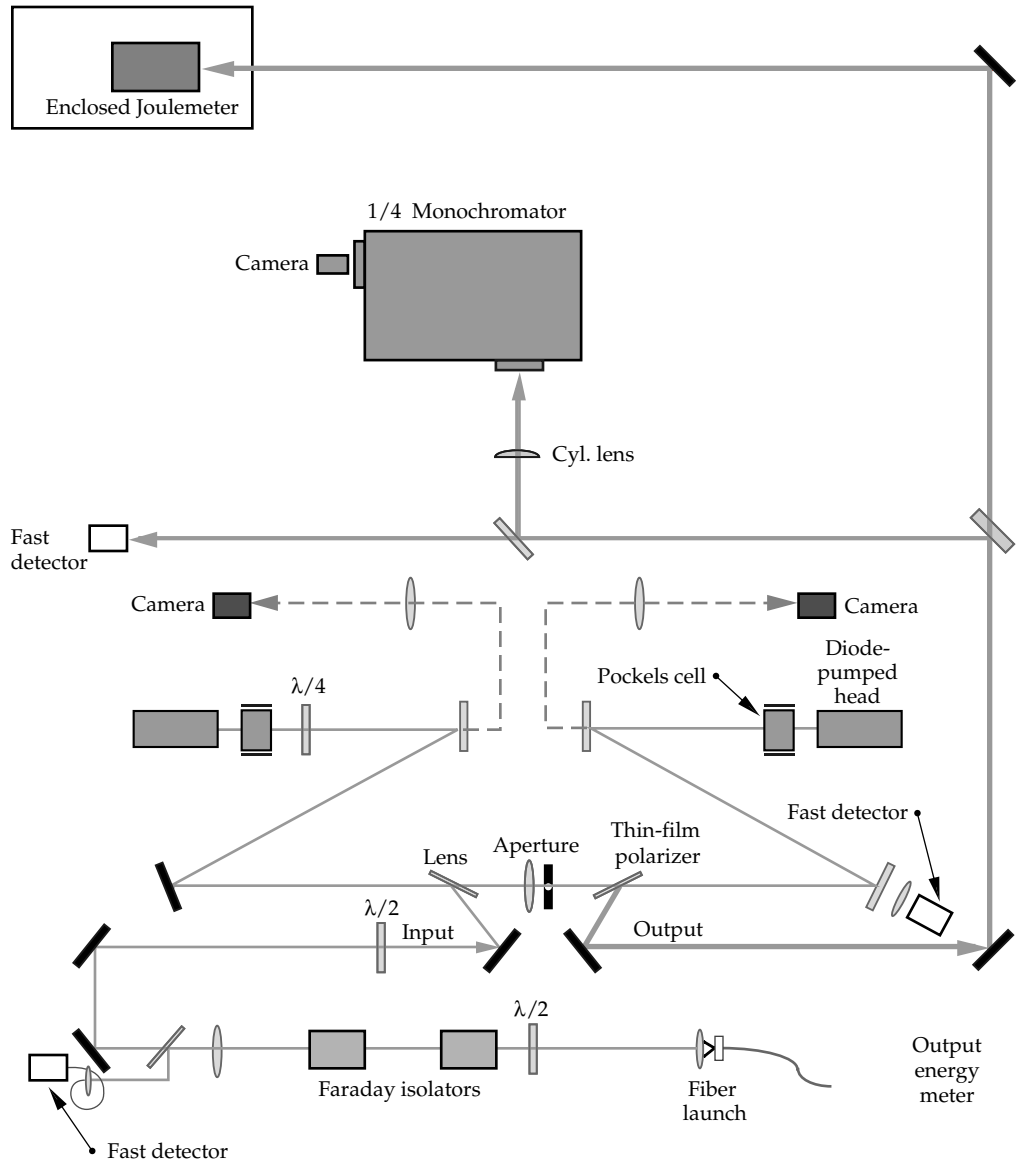 Enclosed Joulemeter
1/4 Monochromator
Camera
Cyl. lens
Fast
detector
Camera
Camera
Diode-
pumped
head
Pockels cell
λ/4
Fast detector
Thin-film
polarizer
Aperture
Lens
λ/2
Input
Output
λ/2
Faraday isolators
Fiber
launch
Output
energy
meter
Fast detector